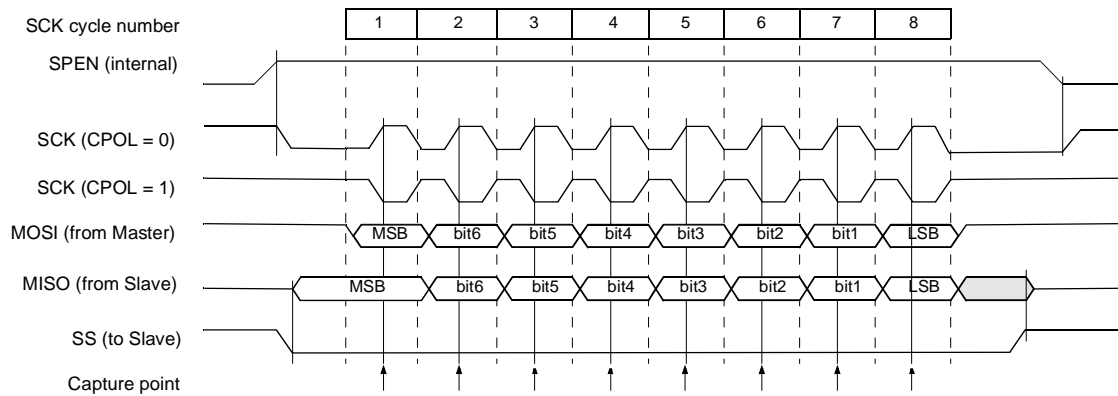 SCK cycle number 1 2 3 4 5 6 7 8
SPEN (internal)
SCK (CPOL = 0)
SCK (CPOL = 1)
MOSI (from Master) MSB bit6 bit5 bit4 bit3 bit2 bit1 LSB
MISO (from Slave) MSB bit6 bit5 bit4 bit3 bit2 bit1 LSB
SS (to Slave)
Capture point